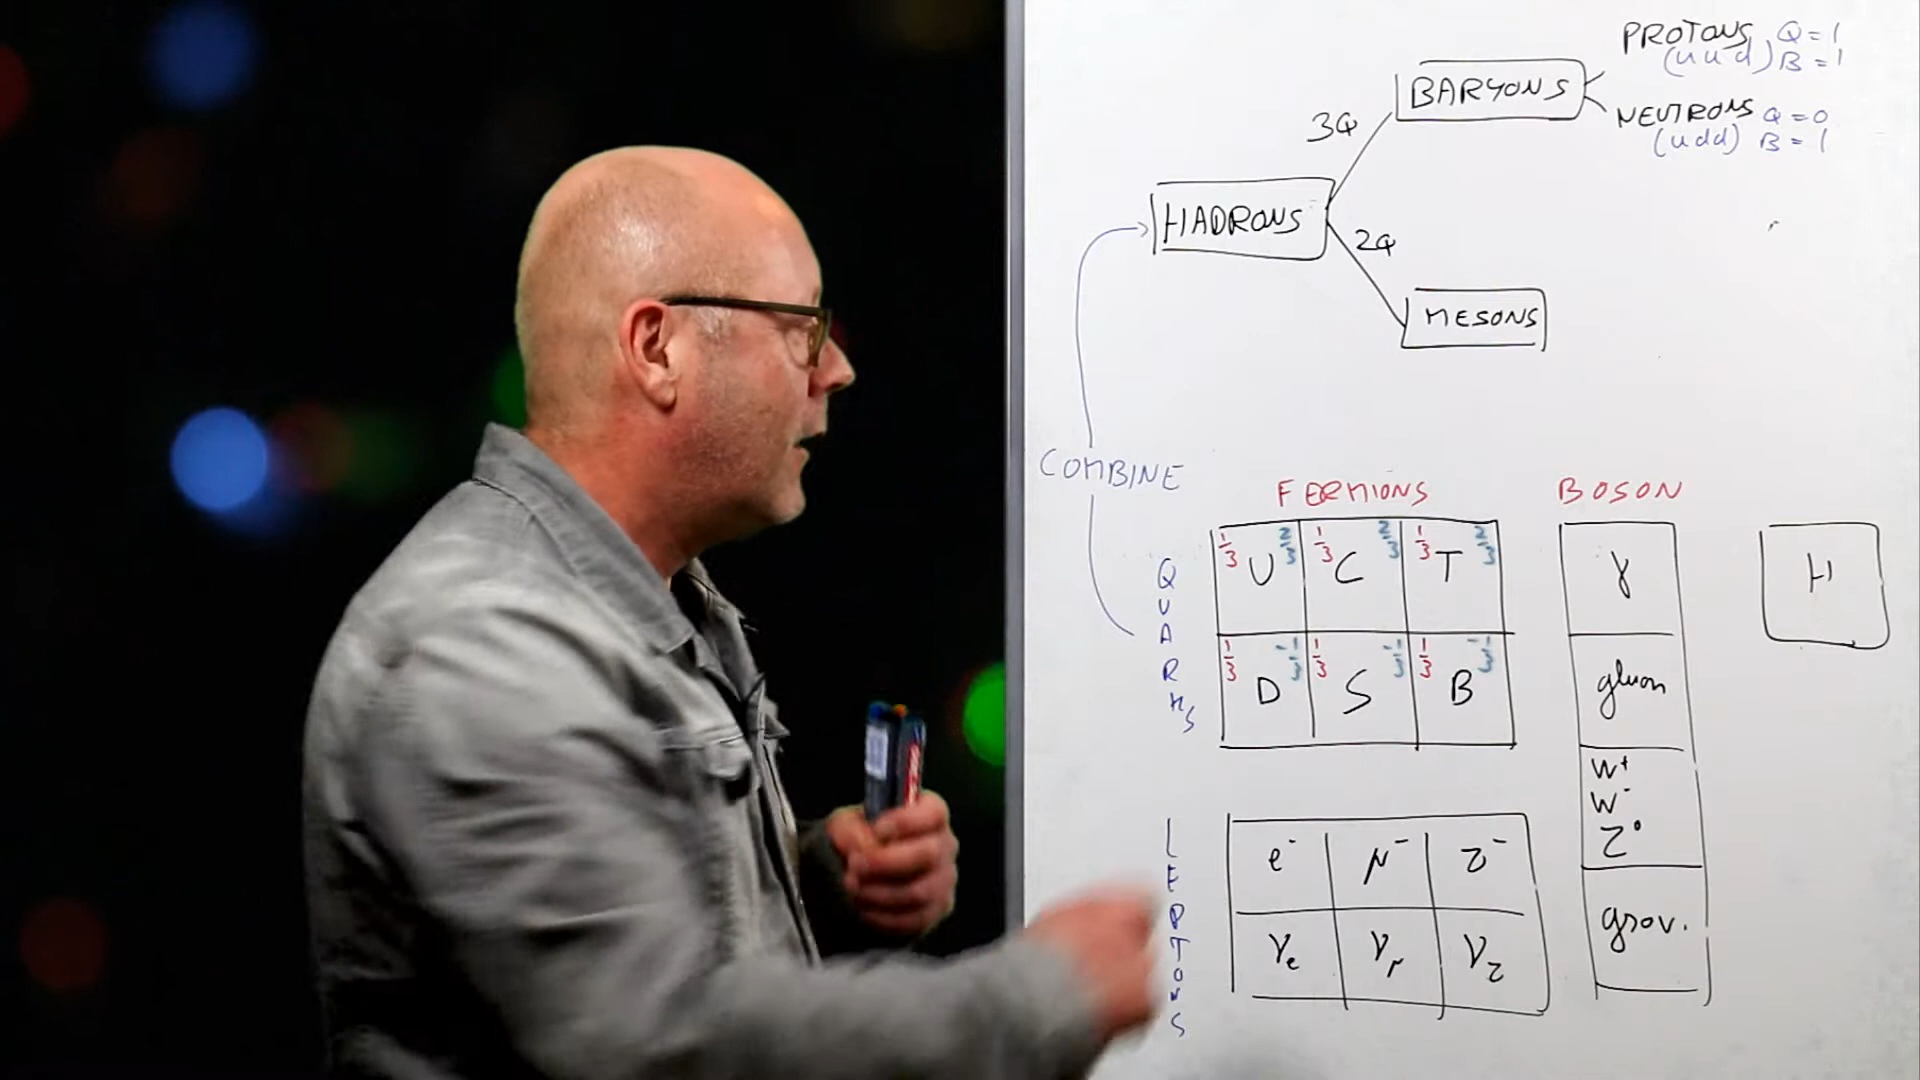 PROTONS Q = 1
(uud) B = 1
BARYONS
NEUTRONS Q = 0
(udd) B = 1
3Q
HADRONS
2Q
MESONS
COMBINE
FERMIONS
BOSON
QUARKS
1/3 U 2/3
1/3 C 2/3
1/3 T 2/3
1/3 D -1/3
1/3 S -1/3
1/3 B -1/3
γ
gluon
W+
W-
Z°
grav.
H
LEPTONS
e-
μ-
τ-
νe
νμ
ντ